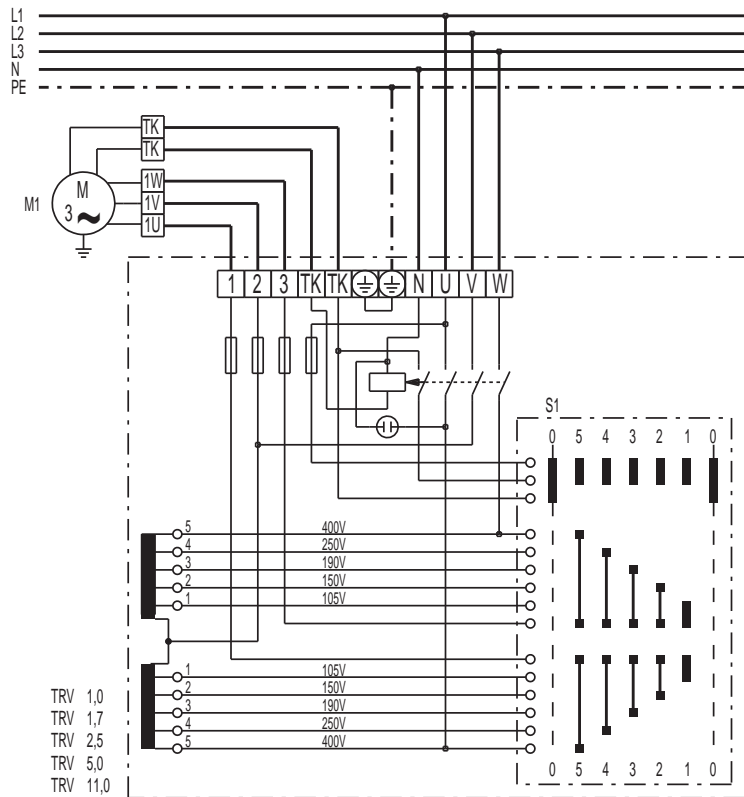 L1
L2
L3
N
PE
TK
TK
M1
M
3
1W
1V
1U
1 2 3 TK TK N U V W
S1
0 5 4 3 2 1 0
5 400V
4 250V
3 190V
2 150V
1 105V
1 105V
2 150V
3 190V
4 250V
5 400V
TRV 1,0
TRV 1,7
TRV 2,5
TRV 5,0
TRV 11,0
0 5 4 3 2 1 0